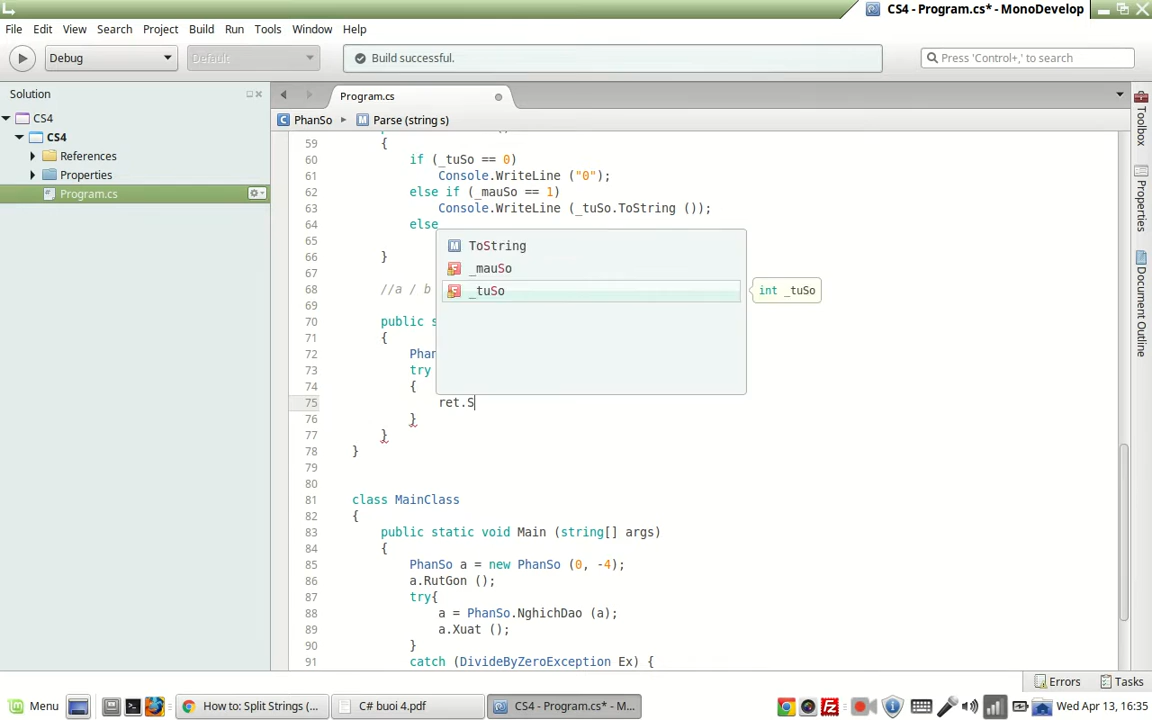 CS4 - Program.cs* - MonoDevelop
File Edit View Search Project Build Run Tools Window Help
Debug Default Build successful. Press 'Control+,' to search
Solution Program.cs
CS4
CS4
References
Properties
Program.cs
PhanSo Parse (string s)
59 {
60 if (_tuSo == 0)
61 Console.WriteLine ("0");
62 else if (_mauSo == 1)
63 Console.WriteLine (_tuSo.ToString ());
64 else
65
66 }
67
68 //a / b
69
70 public s
71 {
72 Phan
73 try
74 {
75 ret.S
76 }
77 }
78 }
79
80
81 class MainClass
82 {
83 public static void Main (string[] args)
84 {
85 PhanSo a = new PhanSo (0, -4);
86 a.RutGon ();
87 try{
88 a = PhanSo.NghichDao (a);
89 a.Xuat ();
90 }
91 catch (DivideByZeroException Ex) {
ToString
_mauSo
_tuSo
int _tuSo
Toolbox
Properties
Document Outline
Errors Tasks
Menu How to: Split Strings (... CS# buoi 4.pdf CS4 - Program.cs* - M... Wed Apr 13, 16:35